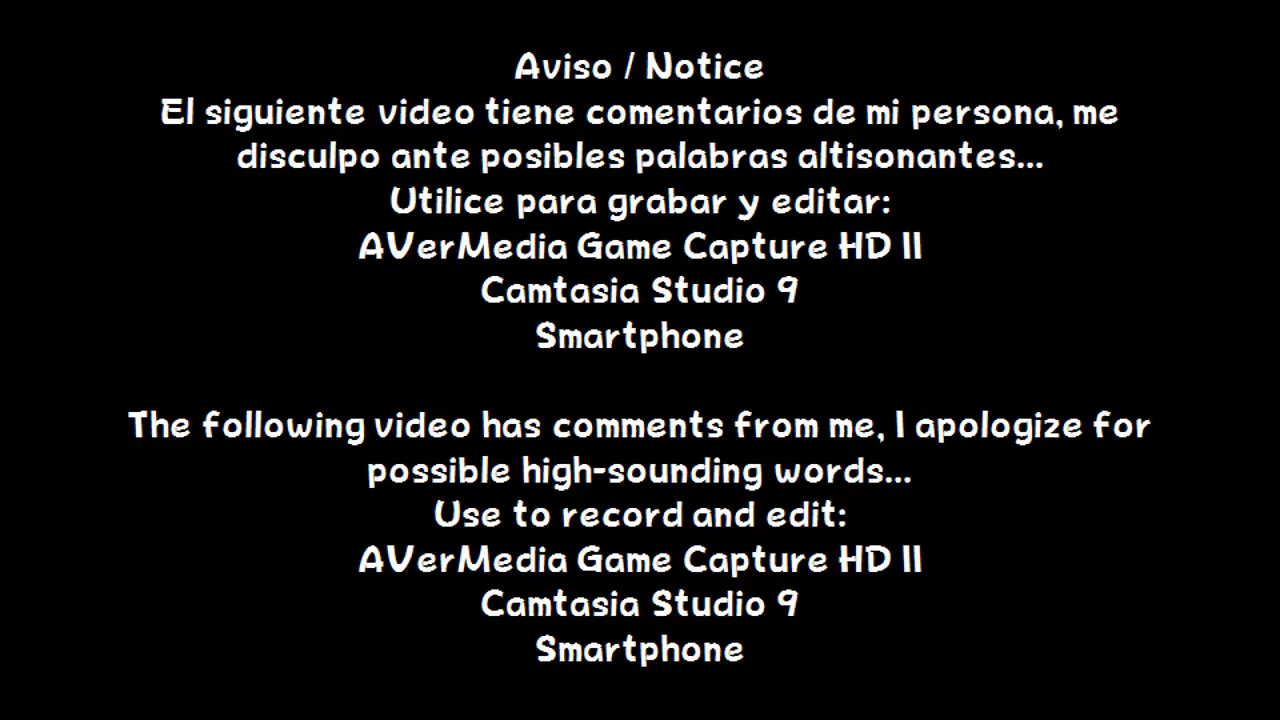 Aviso / Notice
El siguiente video tiene comentarios de mi persona, me
disculpo ante posibles palabras altisonantes...
Utilice para grabar y editar:
AVerMedia Game Capture HD II
Camtasia Studio 9
Smartphone
The following video has comments from me, I apologize for
possible high-sounding words...
Use to record and edit:
AVerMedia Game Capture HD II
Camtasia Studio 9
Smartphone